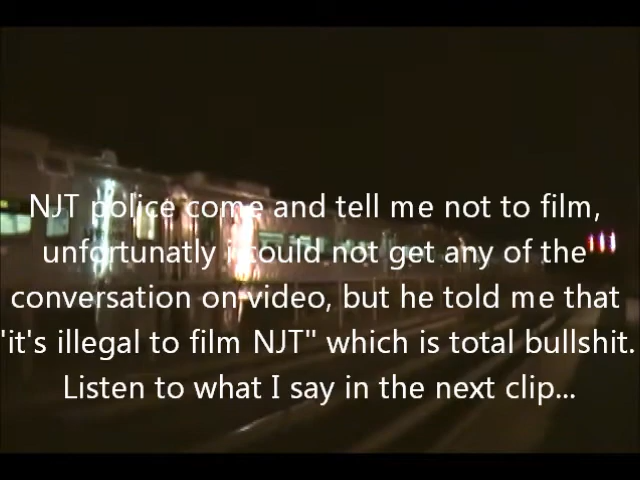 NJT police come and tell me not to film,
unfortunatly i could not get any of the
conversation on video, but he told me that
"it's illegal to film NJT" which is total bullshit.
Listen to what I say in the next clip...